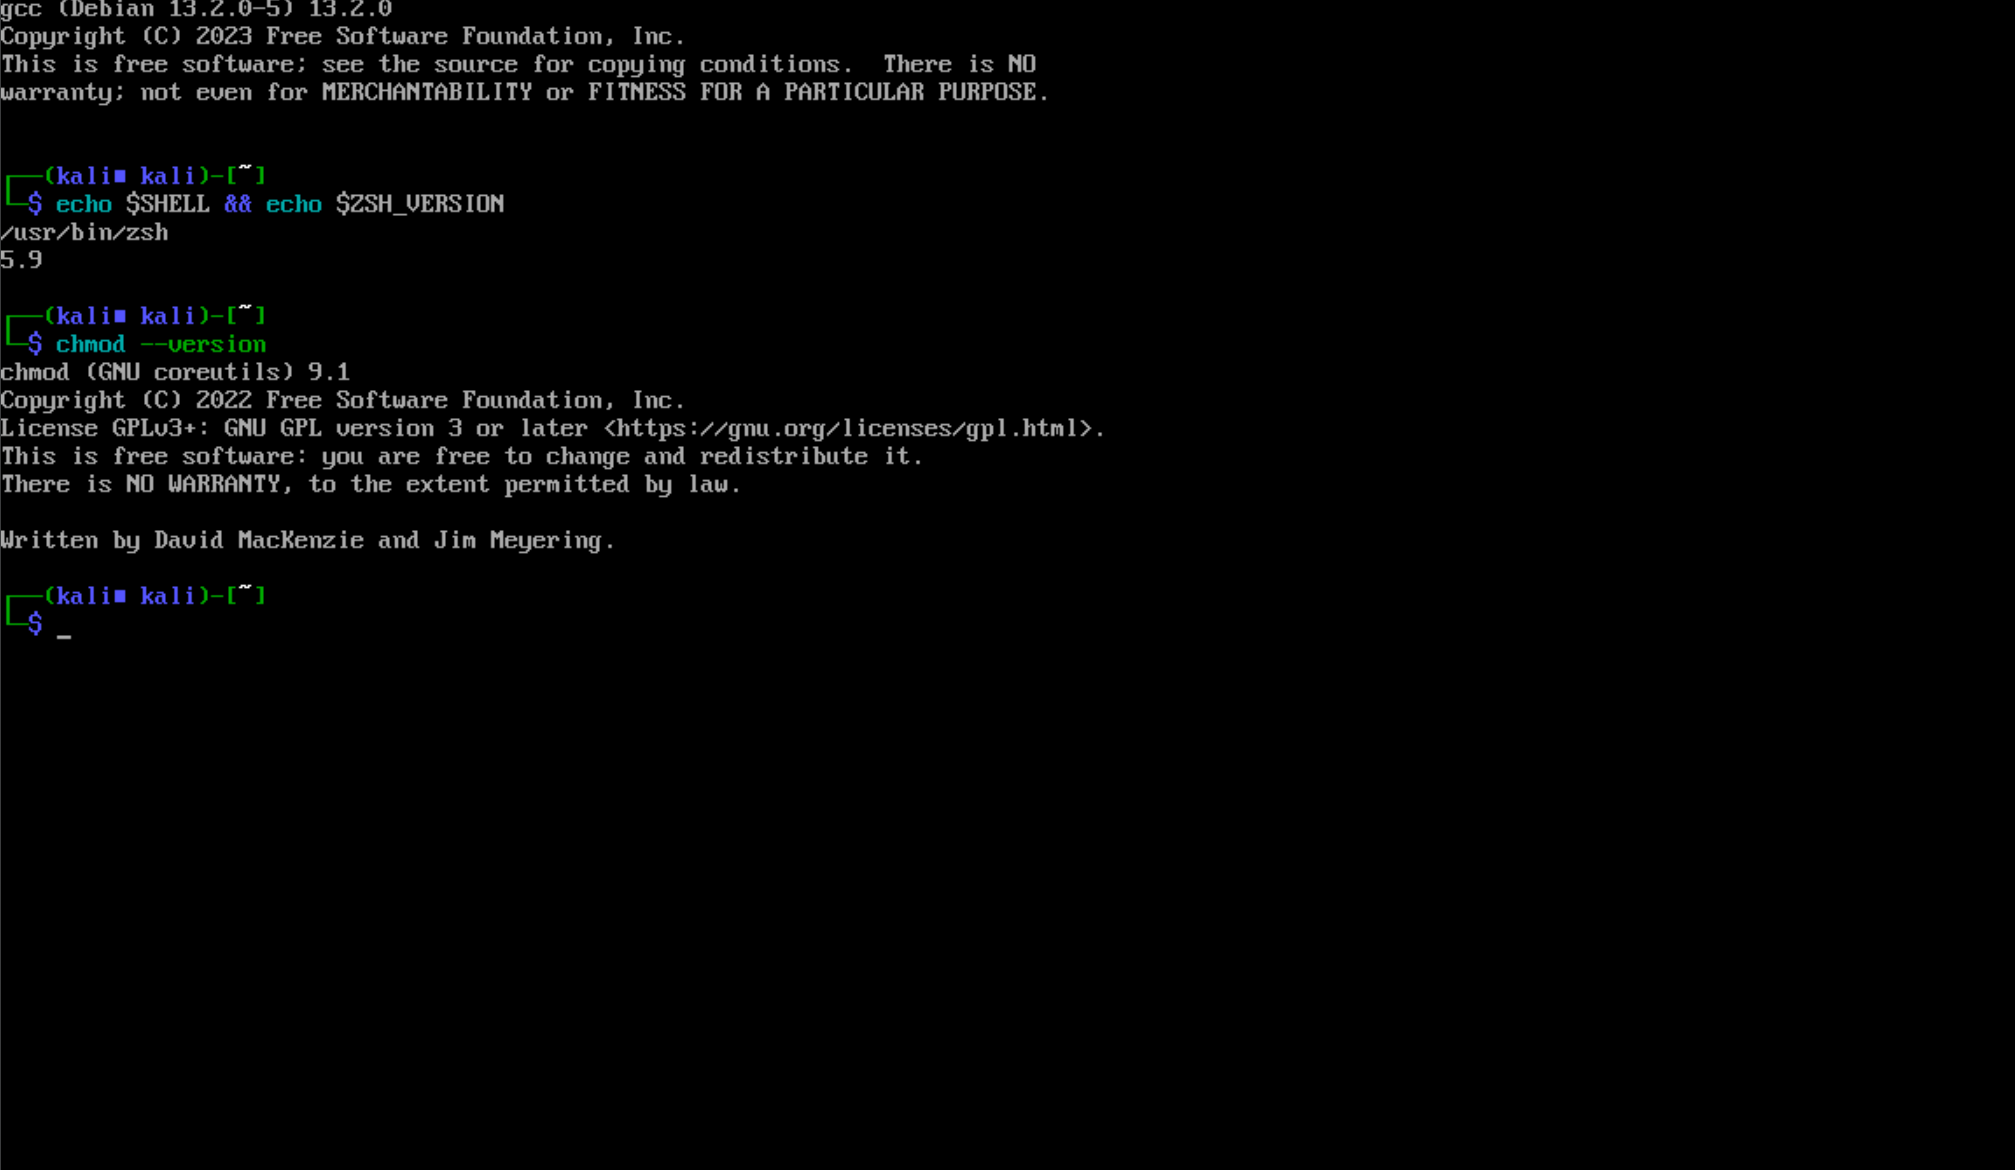 gcc (Debian 13.2.0-5) 13.2.0
Copyright (C) 2023 Free Software Foundation, Inc.
This is free software; see the source for copying conditions.  There is NO
warranty; not even for MERCHANTABILITY or FITNESS FOR A PARTICULAR PURPOSE.
┌──(kali■ kali)-[~]
└─$ echo $SHELL && echo $ZSH_VERSION
/usr/bin/zsh
5.9
┌──(kali■ kali)-[~]
└─$ chmod --version
chmod (GNU coreutils) 9.1
Copyright (C) 2022 Free Software Foundation, Inc.
License GPLv3+: GNU GPL version 3 or later <https://gnu.org/licenses/gpl.html>.
This is free software: you are free to change and redistribute it.
There is NO WARRANTY, to the extent permitted by law.
Written by David MacKenzie and Jim Meyering.
┌──(kali■ kali)-[~]
└─$ _